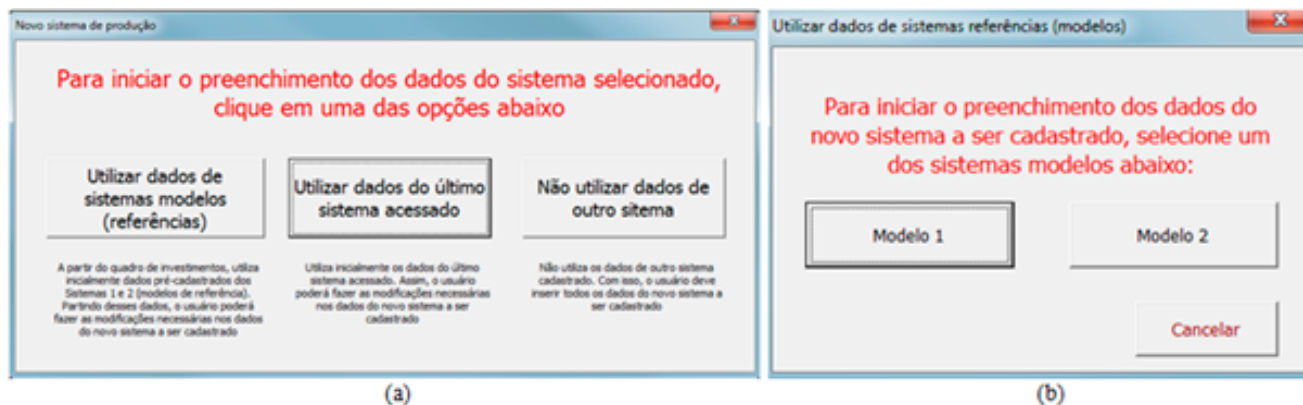 Novo sistema de produção
Para iniciar o preenchimento dos dados do sistema selecionado,
clique em uma das opções abaixo
Utilizar dados de
sistemas modelos
(referências)
A partir do quadro de investimentos, utiliza
inicialmente dados pré-cadastrados dos
Sistemas 1 e 2 (modelos de referência).
Partindo desses dados, o usuário poderá
fazer as modificações necessárias nos dados
do novo sistema a ser cadastrado
Utilizar dados do último
sistema acessado
Utiliza inicialmente os dados do último
sistema acessado. Assim, o usuário
poderá fazer as modificações necessárias
nos dados do novo sistema a ser
cadastrado
Não utilizar dados de
outro sitema
Não utiliza os dados de outro sistema
cadastrado. Com isso, o usuário deve
inserir todos os dados do novo sistema a
ser cadastrado
(a)
Utilizar dados de sistemas referências (modelos)
Para iniciar o preenchimento dos dados do
novo sistema a ser cadastrado, selecione um
dos sistemas modelos abaixo:
Modelo 1
Modelo 2
Cancelar
(b)